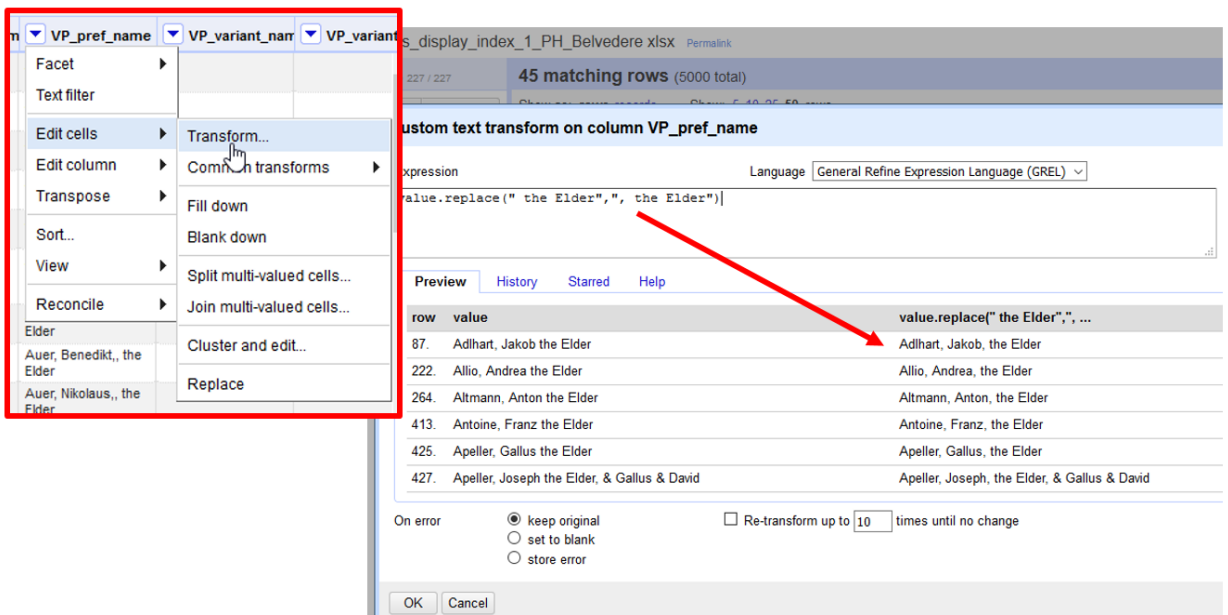 m VP_pref_name VP_variant_nam VP_variant
Facet
Text filter
Edit cells
Edit column
Transpose
Sort...
View
Reconcile
Transform...
Common transforms
Fill down
Blank down
Split multi-valued cells...
Join multi-valued cells...
Cluster and edit...
Replace
Elder
Auer, Benedikt,, the
Elder
Auer, Nikolaus,, the
Elder
s_display_index_1_PH_Belvedere xlsx Permalink
227 / 227 45 matching rows (5000 total)
ustom text transform on column VP_pref_name
xpression Language General Refine Expression Language (GREL)
value.replace(" the Elder",", the Elder")
Preview History Starred Help
row value value.replace(" the Elder",", ...
87. Adlhart, Jakob the Elder Adlhart, Jakob, the Elder
222. Allio, Andrea the Elder Allio, Andrea, the Elder
264. Altmann, Anton the Elder Altmann, Anton, the Elder
413. Antoine, Franz the Elder Antoine, Franz, the Elder
425. Apeller, Gallus the Elder Apeller, Gallus, the Elder
427. Apeller, Joseph the Elder, & Gallus & David Apeller, Joseph, the Elder, & Gallus & David
On error keep original Re-transform up to 10 times until no change
set to blank
store error
OK Cancel